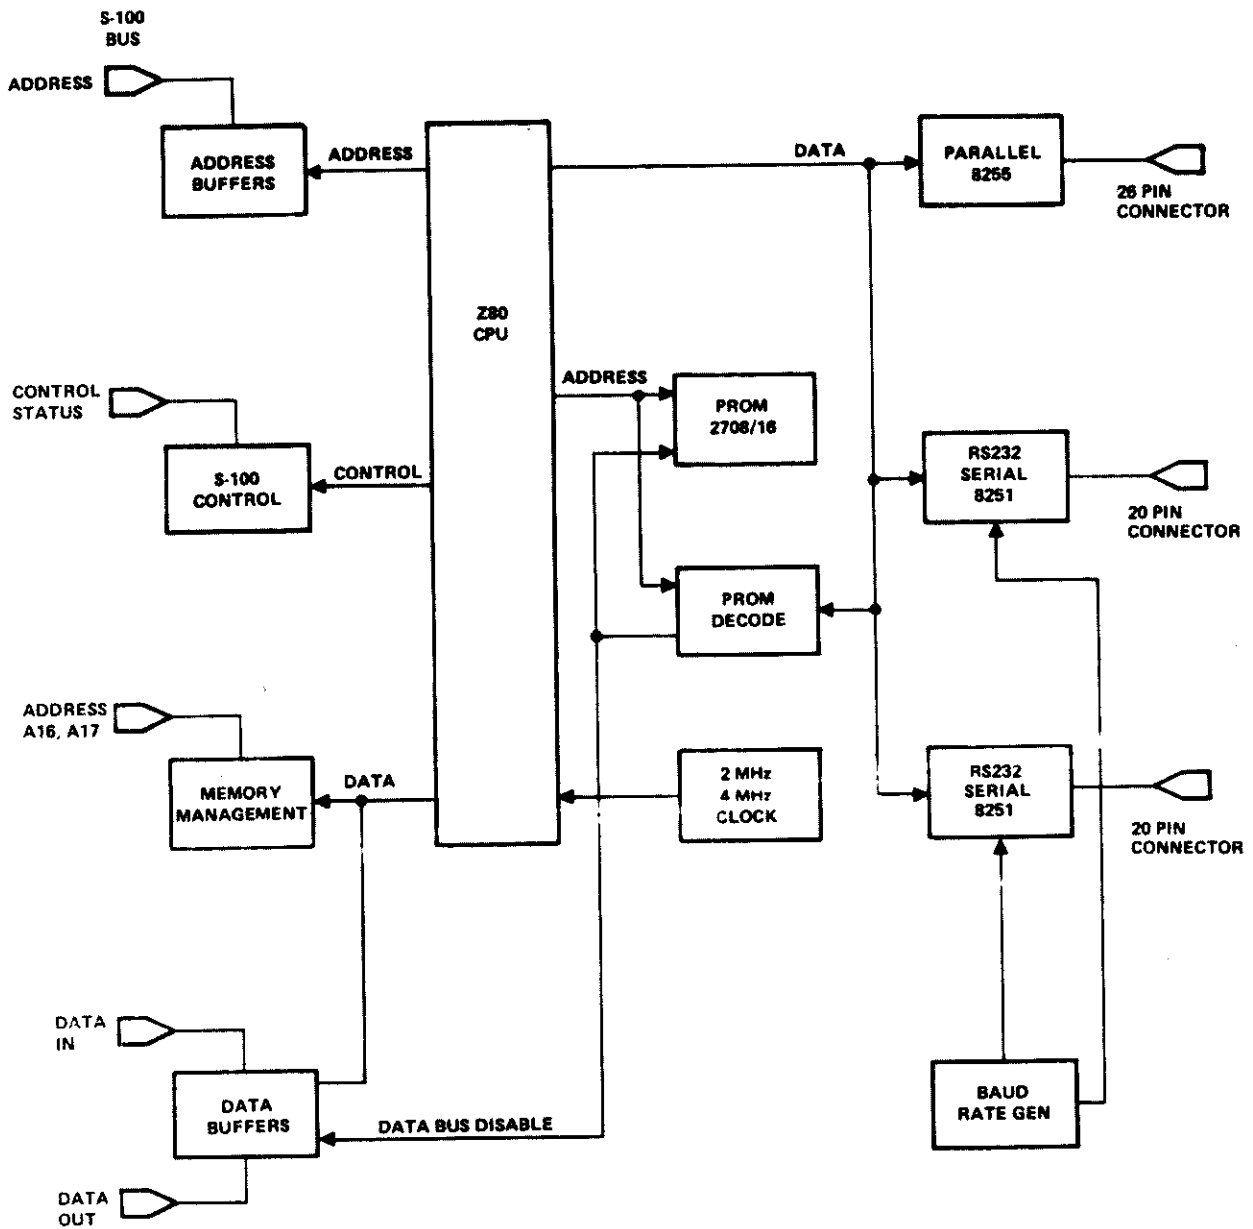 S-100
BUS
ADDRESS
ADDRESS
BUFFERS
ADDRESS
Z80
CPU
DATA
PARALLEL
8255
26 PIN
CONNECTOR
CONTROL
STATUS
S-100
CONTROL
CONTROL
ADDRESS
PROM
2708/16
RS232
SERIAL
8251
20 PIN
CONNECTOR
PROM
DECODE
ADDRESS
A16, A17
MEMORY
MANAGEMENT
DATA
2 MHz
4 MHz
CLOCK
RS232
SERIAL
8251
20 PIN
CONNECTOR
DATA
IN
DATA
BUFFERS
DATA BUS DISABLE
BAUD
RATE GEN
DATA
OUT